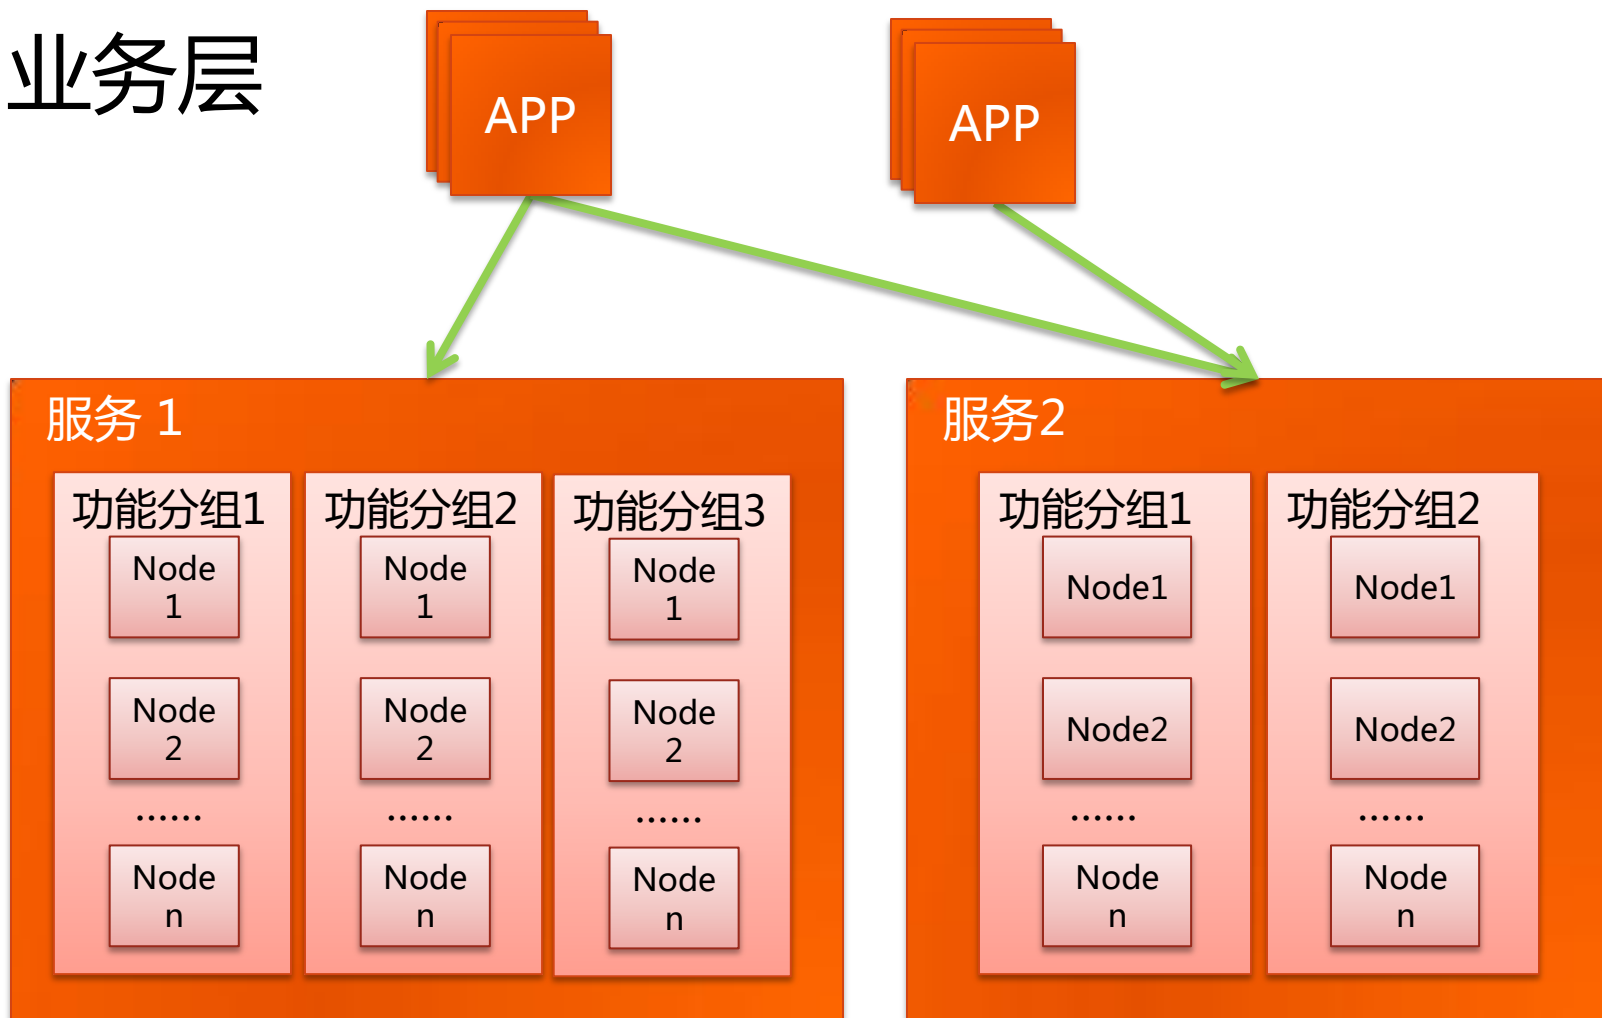 业务层
APP
APP
服务 1
功能分组1
Node
1
Node
2
......
Node
n
功能分组2
Node
1
Node
2
......
Node
n
功能分组3
Node
1
Node
2
......
Node
n
服务2
功能分组1
Node1
Node2
......
Node
n
功能分组2
Node1
Node2
......
Node
n